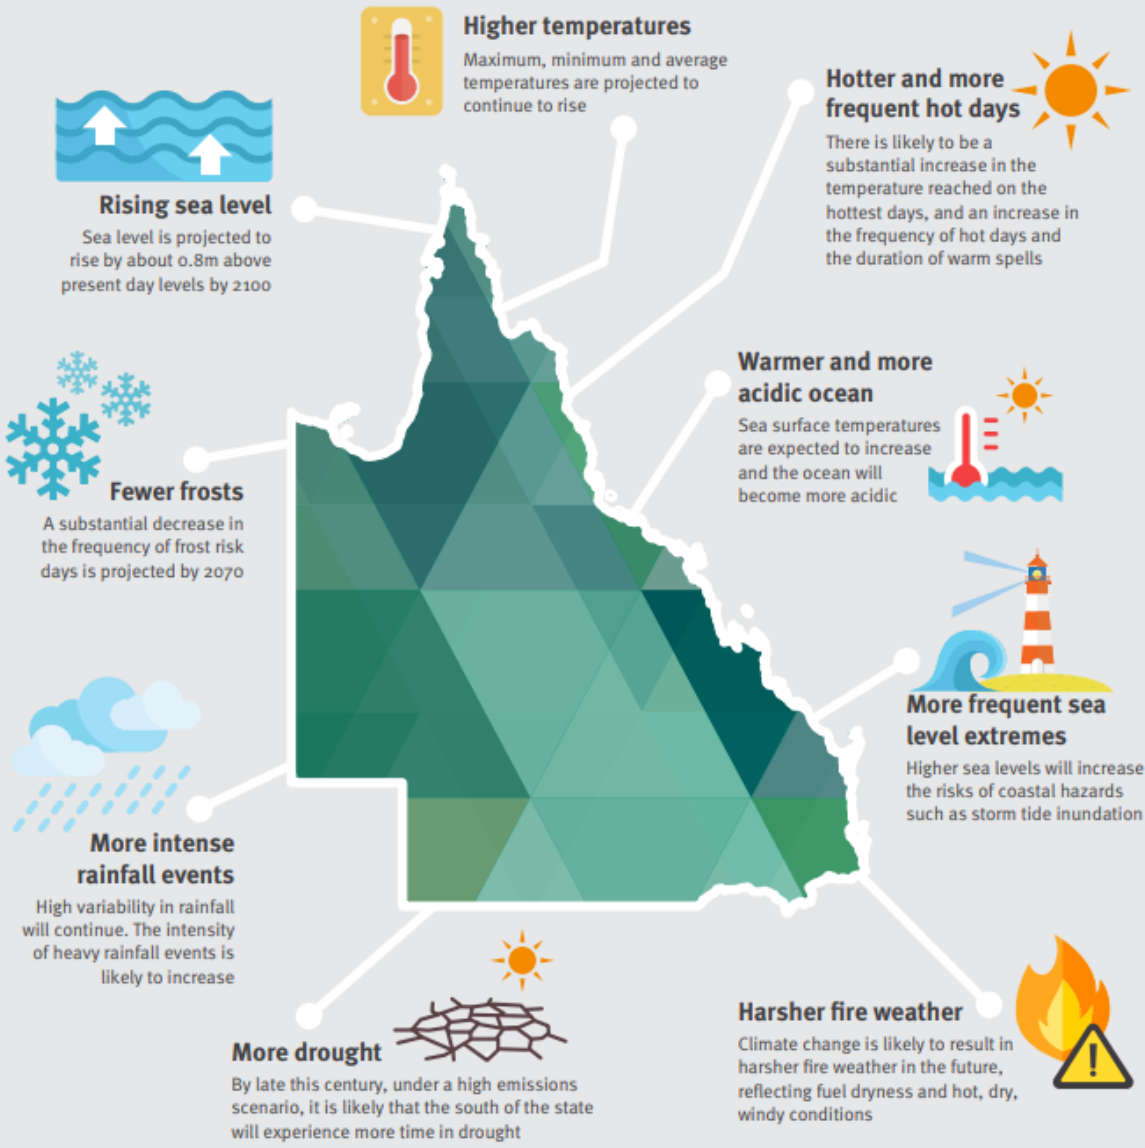 Higher temperatures
Maximum, minimum and average
temperatures are projected to
continue to rise
Hotter and more
frequent hot days
There is likely to be a
substantial increase in the
temperature reached on the
hottest days, and an increase in
the frequency of hot days and
the duration of warm spells
Rising sea level
Sea level is projected to
rise by about 0.8m above
present day levels by 2100
Warmer and more
acidic ocean
Sea surface temperatures
are expected to increase
and the ocean will
become more acidic
Fewer frosts
A substantial decrease in
the frequency of frost risk
days is projected by 2070
More frequent sea
level extremes
Higher sea levels will increase
the risks of coastal hazards
such as storm tide inundation
More intense
rainfall events
High variability in rainfall
will continue. The intensity
of heavy rainfall events is
likely to increase
More drought
By late this century, under a high emissions
scenario, it is likely that the south of the state
will experience more time in drought
Harsher fire weather
Climate change is likely to result in
harsher fire weather in the future,
reflecting fuel dryness and hot, dry,
windy conditions
!